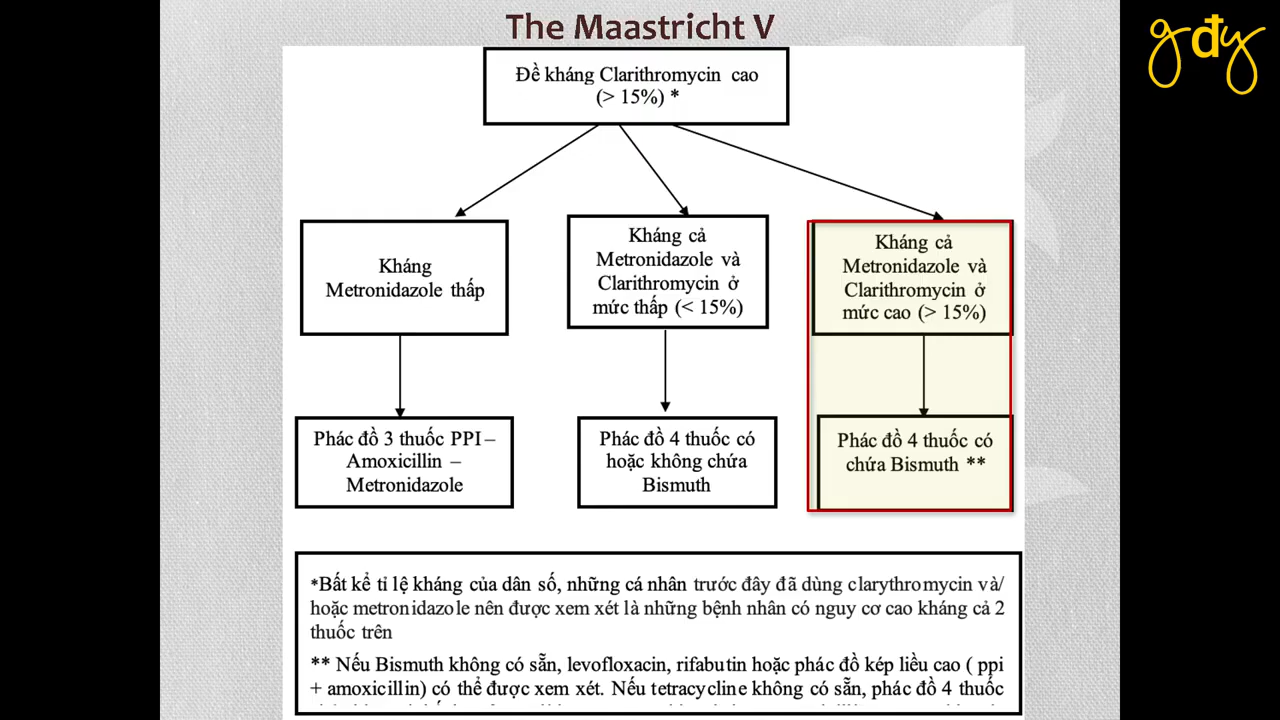 The Maastricht V
gđy
Đề kháng Clarithromycin cao
(> 15%) *
Kháng
Metronidazole thấp
Kháng cả
Metronidazole và
Clarithromycin ở
mức thấp (< 15%)
Kháng cả
Metronidazole và
Clarithromycin ở
mức cao (> 15%)
Phác đồ 3 thuốc PPI –
Amoxicillin –
Metronidazole
Phác đồ 4 thuốc có
hoặc không chứa
Bismuth
Phác đồ 4 thuốc có
chứa Bismuth **
*Bất kể tỉ lệ kháng của dân số, những cá nhân trước đây đã dùng clarythromycin và/
hoặc metronidazole nên được xem xét là những bệnh nhân có nguy cơ cao kháng cả 2
thuốc trên
** Nếu Bismuth không có sẵn, levofloxacin, rifabutin hoặc phác đồ kép liều cao ( ppi
+ amoxicillin) có thể được xem xét. Nếu tetracycline không có sẵn, phác đồ 4 thuốc